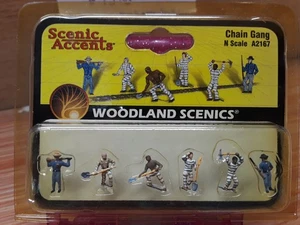 Scenic
Accents®
Chain Gang
N Scale A2167
WOODLAND SCENICS®